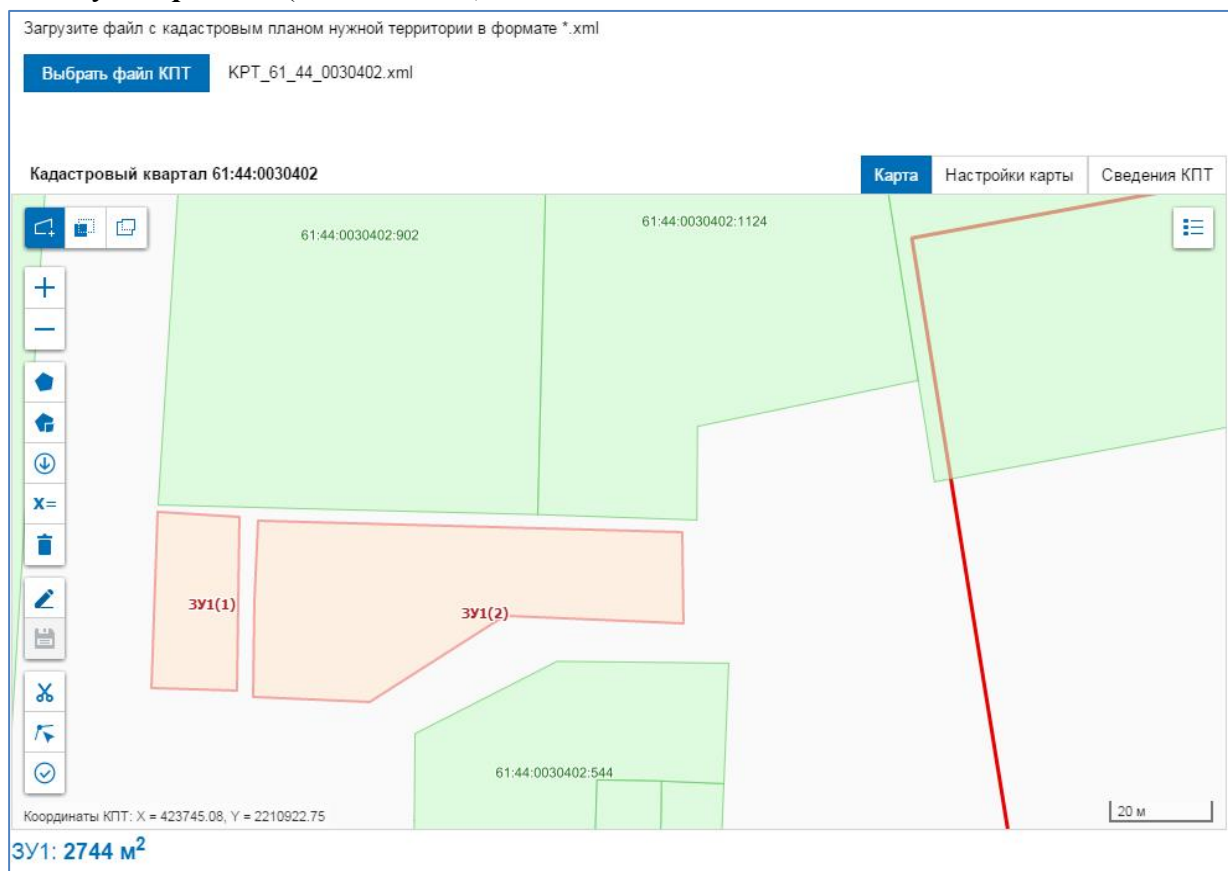 Загрузите файл с кадастровым планом нужной территории в формате *.xml
Выбрать файл КПТ KPT_61_44_0030402.xml
Кадастровый квартал 61:44:0030402 Карта Настройки карты Сведения КПТ
61:44:0030402:902 61:44:0030402:1124
X=
ЗУ1(1) ЗУ1(2)
61:44:0030402:544
Координаты КПТ: X = 423745.08, Y = 2210922.75 20 м
ЗУ1: 2744 м²